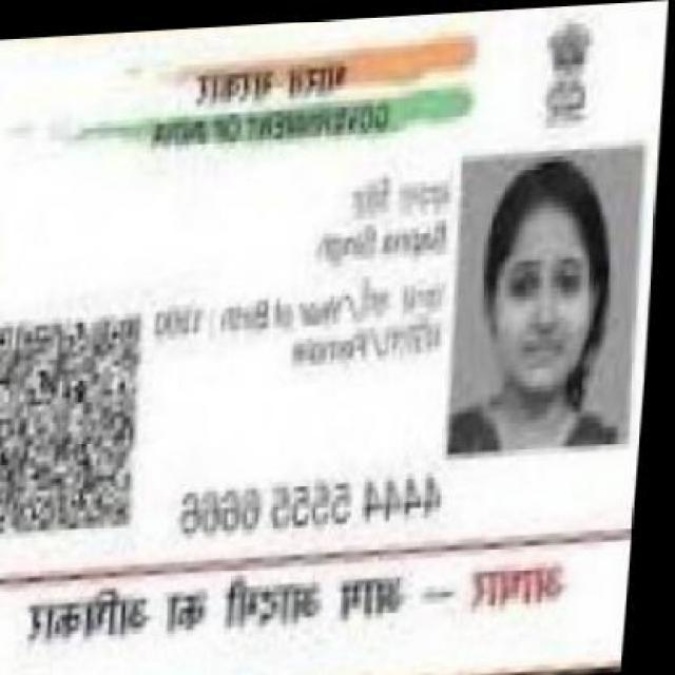 भारत सरकार
GOVERNMENT OF INDIA
सपना सिंह
Sapna Singh
जन्म वर्ष / Year of Birth : 1990
महिला / Female
4444 5555 6666
आधार – आम आदमी का अधिकार